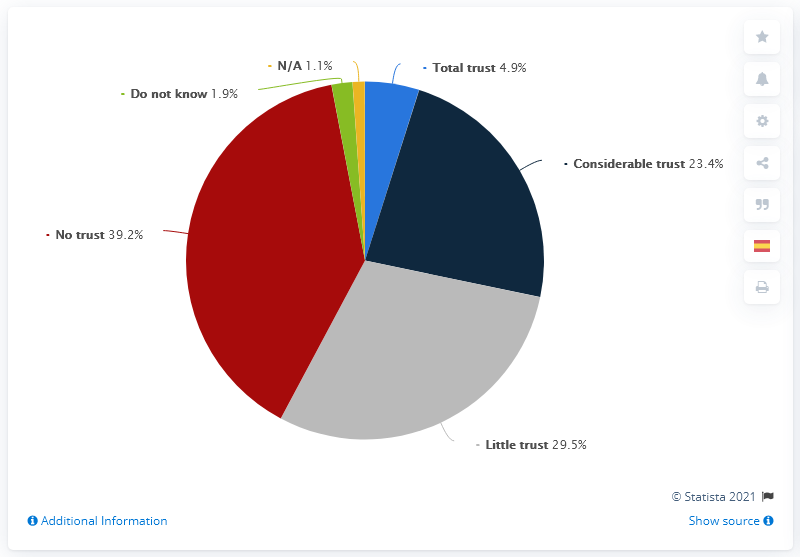 N/A 1.1%
Total trust 4.9%
Do not know 1.9%
Considerable trust 23.4%
No trust 39.2%
Little trust 29.5%
© Statista 2021
Additional Information
Show source